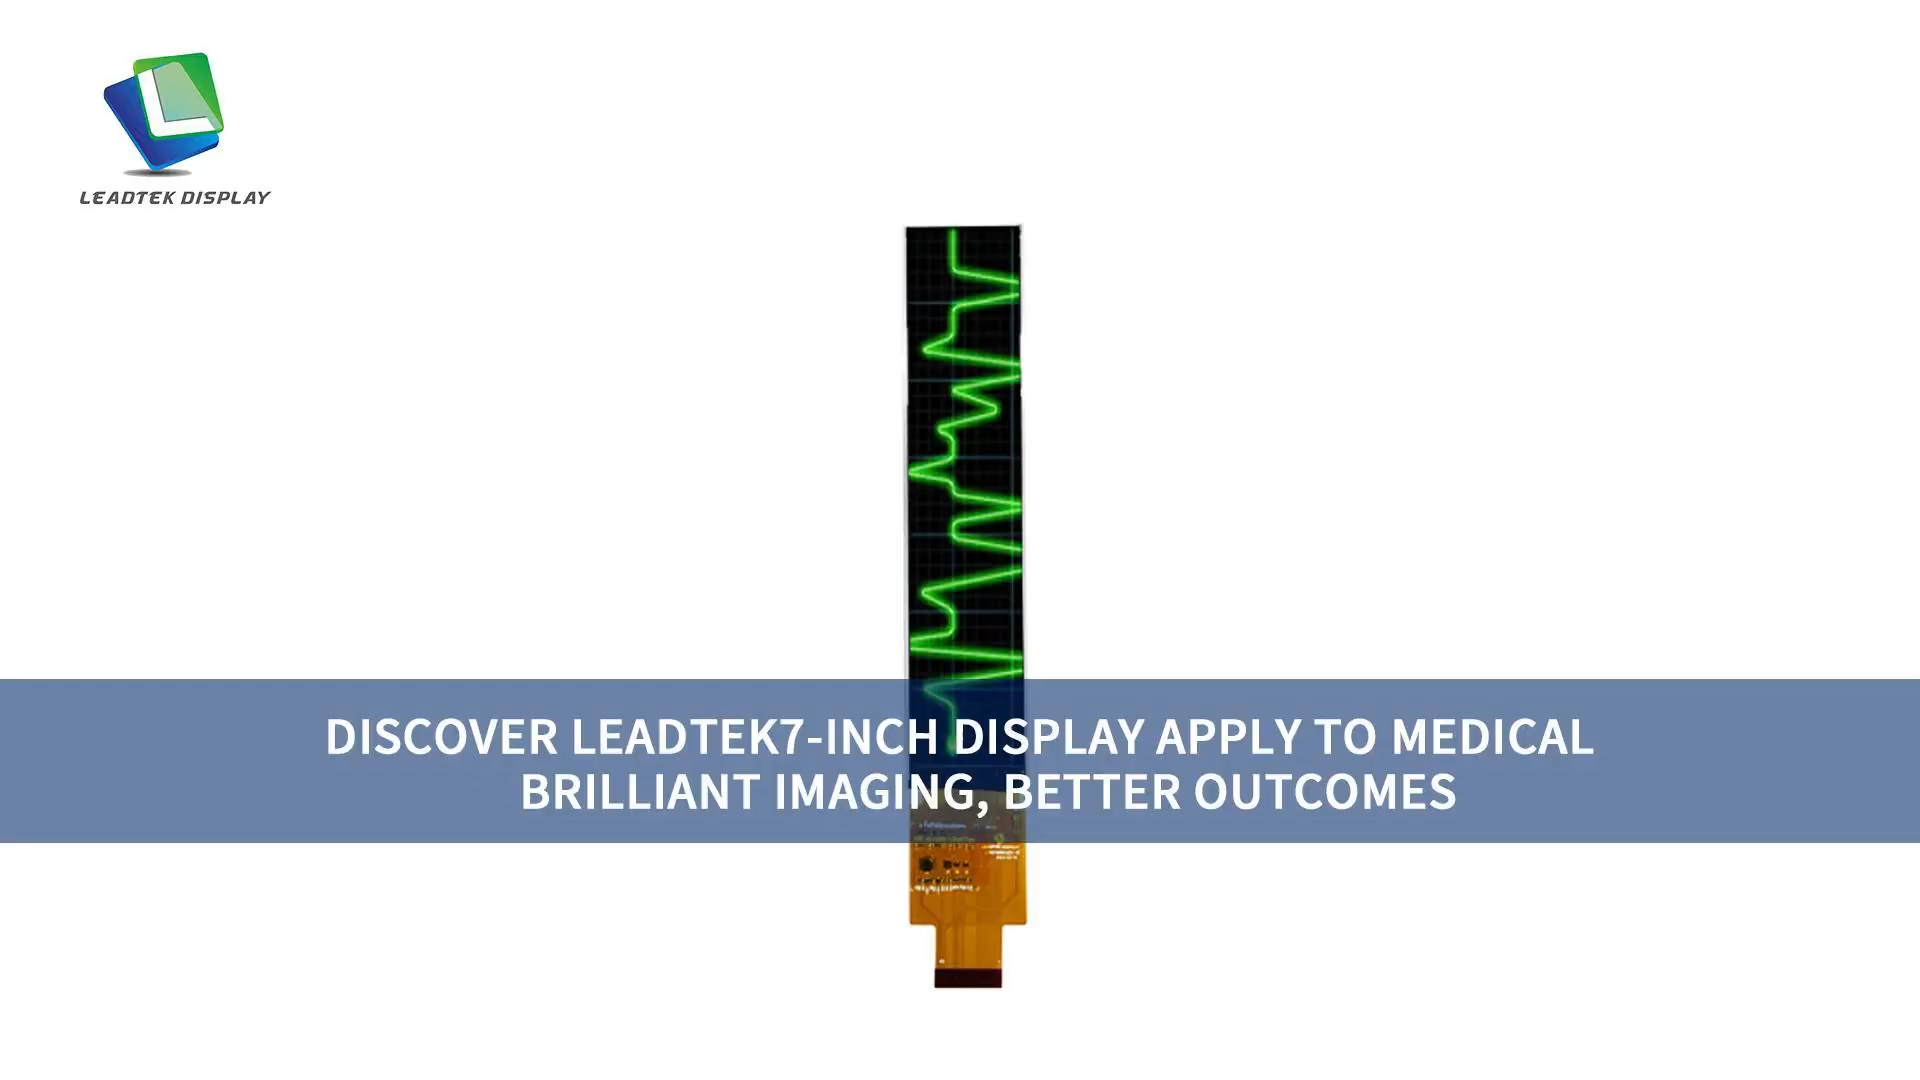 LEADTEK DISPLAY
DISCOVER LEADTEK7-INCH DISPLAY APPLY TO MEDICAL
BRILLIANT IMAGING, BETTER OUTCOMES